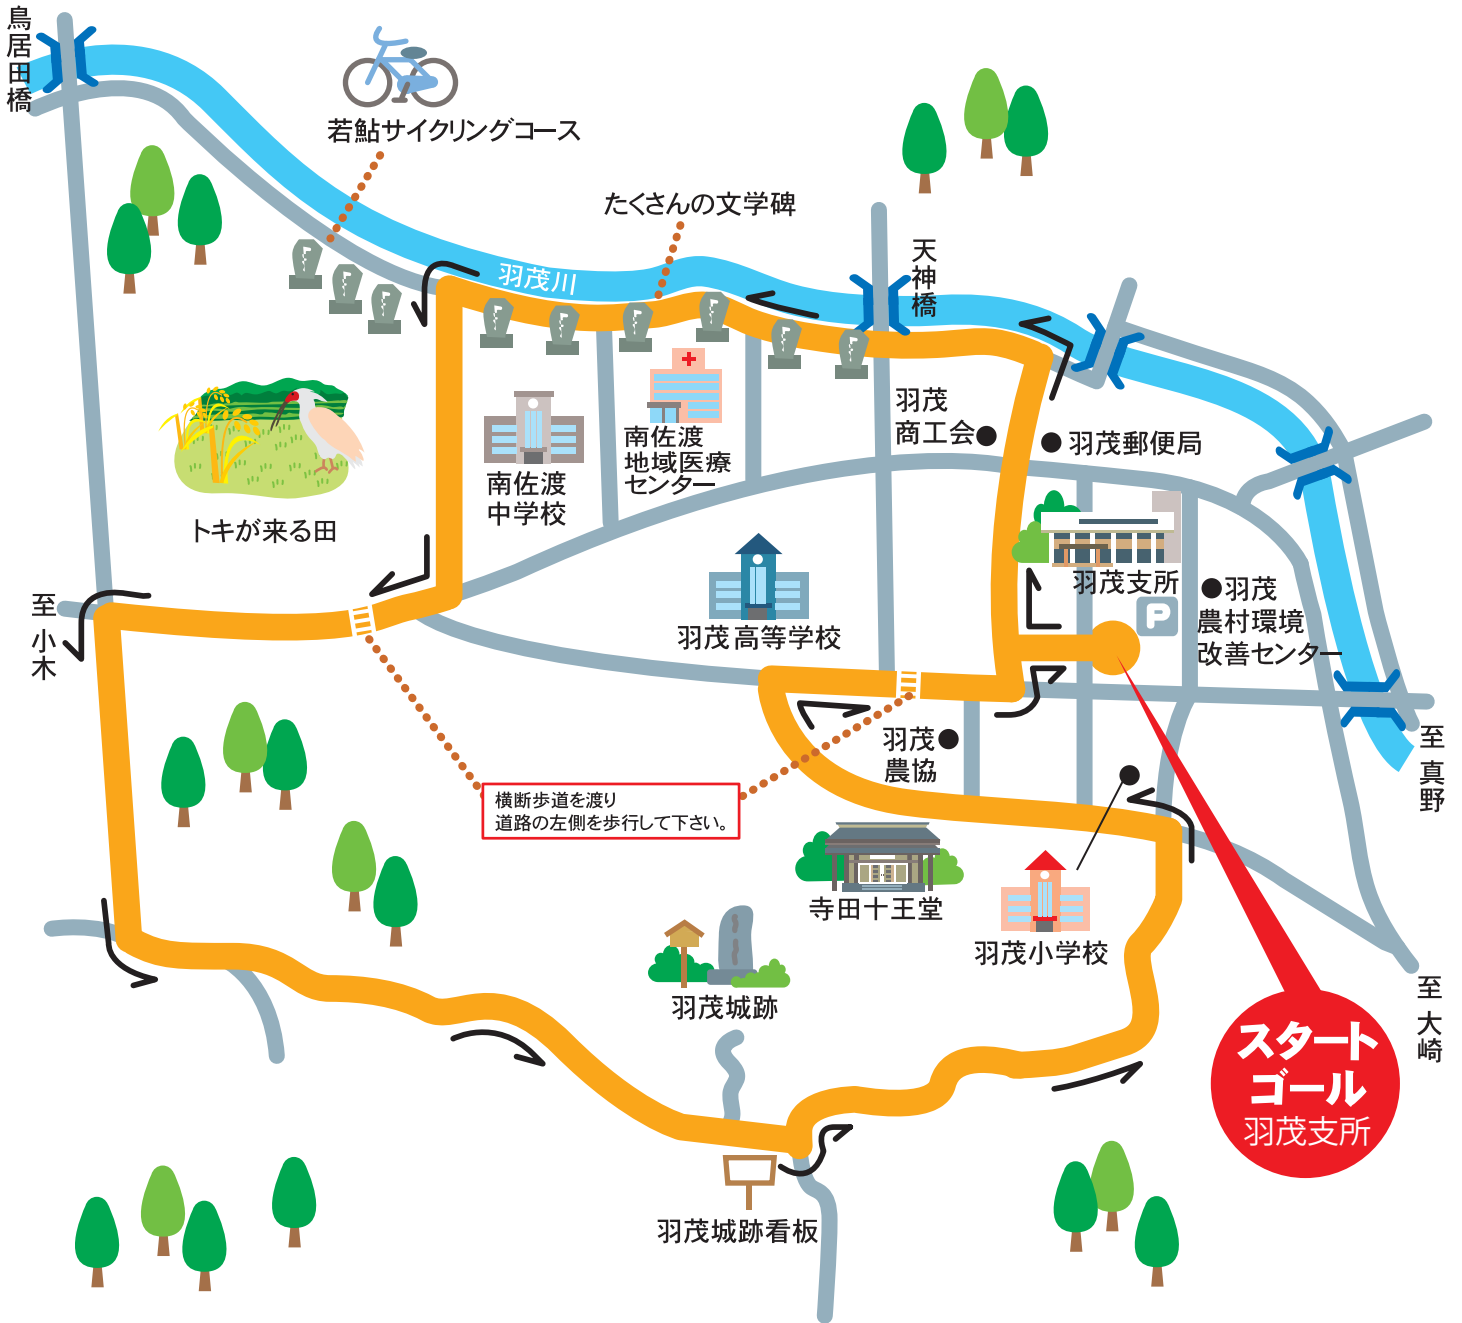 鳥居田橋
若鮎サイクリングコース
たくさんの文学碑
天神橋
羽茂川
羽茂
商工会
羽茂郵便局
南佐渡
地域医療
センター
南佐渡
中学校
トキが来る田
羽茂支所
羽茂
農村環境
改善センター
P
至 小木
羽茂高等学校
羽茂
農協
至 真野
横断歩道を渡り
道路の左側を歩行して下さい。
寺田十王堂
羽茂小学校
羽茂城跡
至 大崎
スタート
ゴール
羽茂支所
羽茂城跡看板